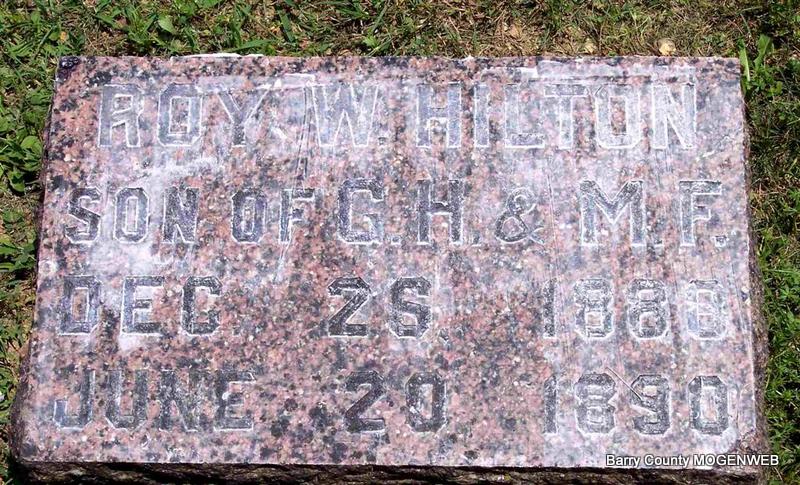 ROY W. HILTON
SON OF G.H. & M.F.
DEC 26. 1888
JUNE 20 1890
Barry County MOGENWEB